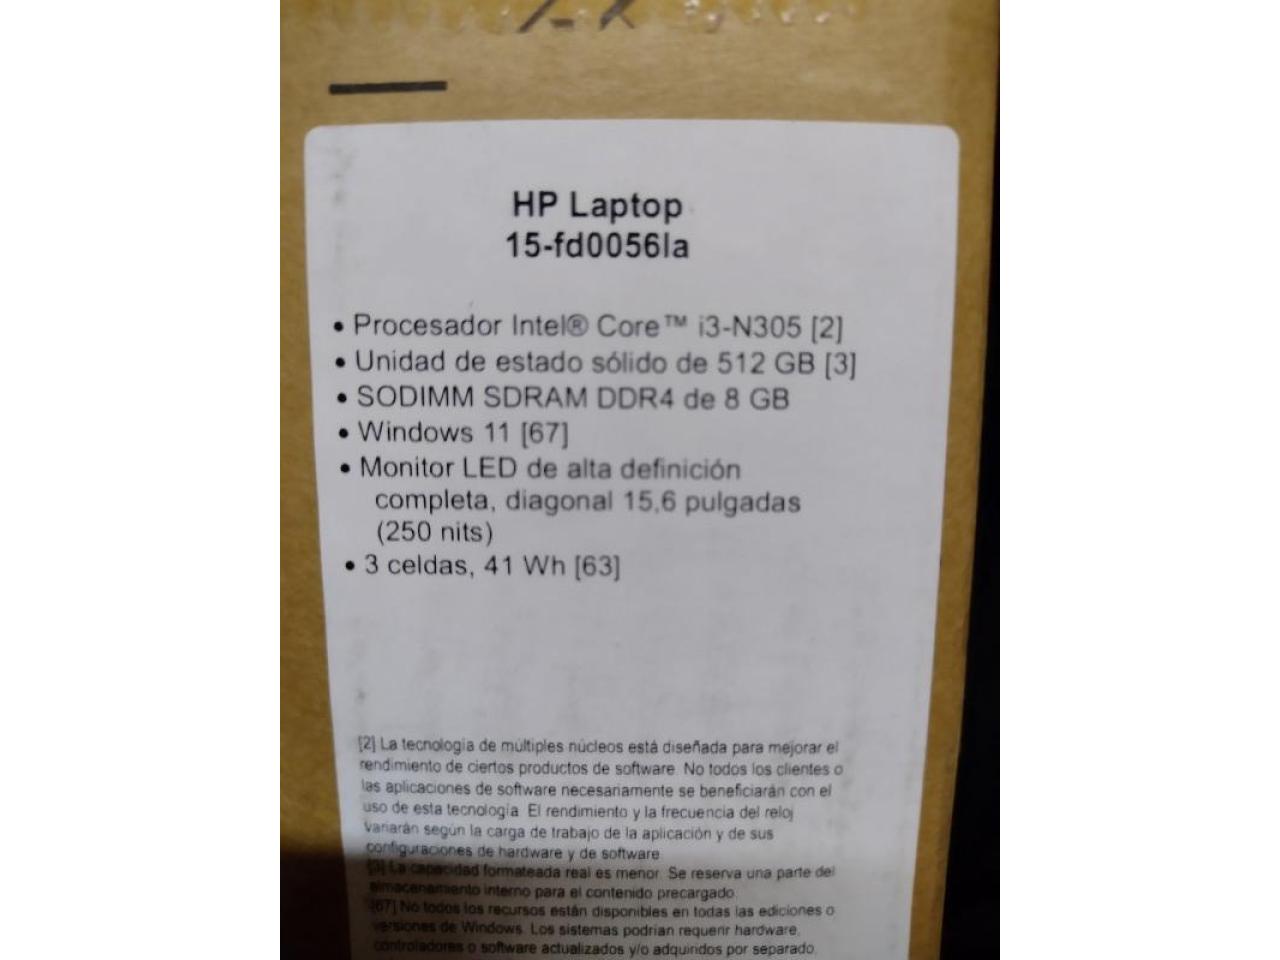 HP Laptop
15-fd0056la
• Procesador Intel® Core™ i3-N305 [2]
• Unidad de estado sólido de 512 GB [3]
• SODIMM SDRAM DDR4 de 8 GB
• Windows 11 [67]
• Monitor LED de alta definición
completa, diagonal 15,6 pulgadas
(250 nits)
• 3 celdas, 41 Wh [63]
[2] La tecnología de múltiples núcleos está diseñada para mejorar el
rendimiento de ciertos productos de software. No todos los clientes o
las aplicaciones de software necesariamente se beneficiarán con el
uso de esta tecnología. El rendimiento y la frecuencia del reloj
variarán según la carga de trabajo de la aplicación y de sus
configuraciones de hardware y de software
[3] La capacidad formateada real es menor. Se reserva una parte del
almacenamiento interno para el contenido precargado.
[67] No todos los recursos están disponibles en todas las ediciones o
versiones de Windows. Los sistemas podrían requerir hardware,
controladores o software actualizados y/o adquiridos por separado,